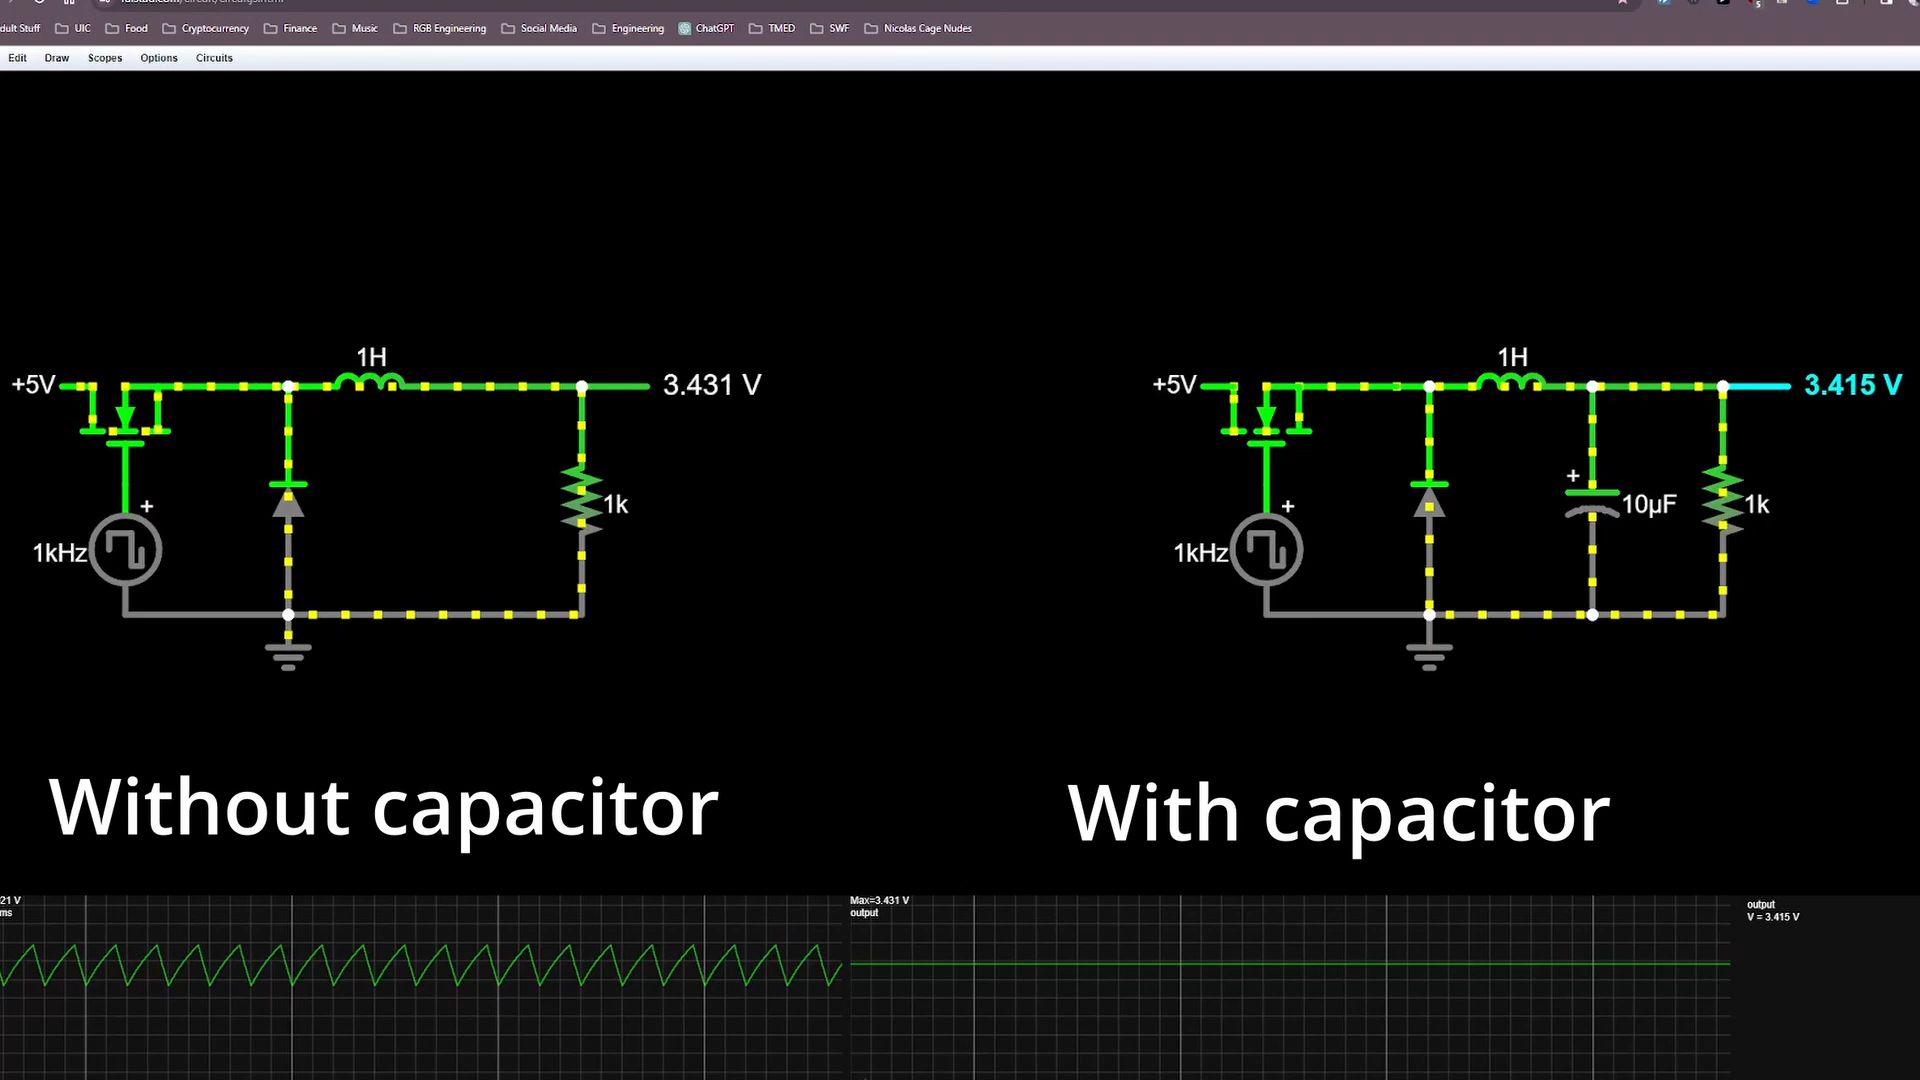 dult Stuff UIC Food Cryptocurrency Finance Music RGB Engineering Social Media Engineering ChatGPT TMED SWF Nicolas Cage Nudes
Edit Draw Scopes Options Circuits
1H 1H
+5V 3.431 V +5V 3.415 V
+ 1k + + 10µF 1k
1kHz 1kHz
Without capacitor With capacitor
21 V Max=3.431 V output
ms output V = 3.415 V